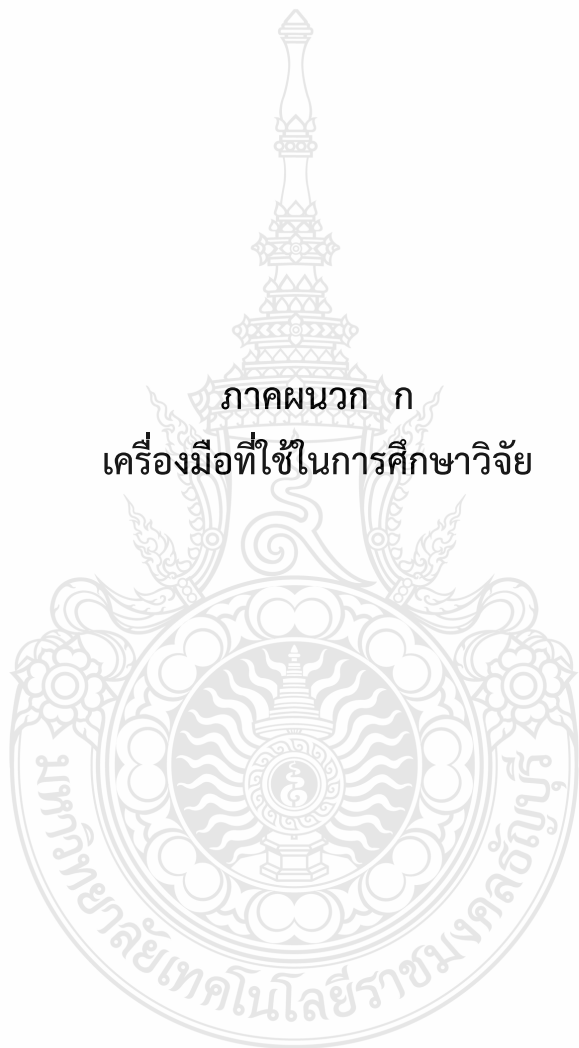 ภาคผนวก ก
เครื่องมือที่ใช้ในการศึกษาวิจัย
มหาวิทยาลัยเทคโนโลยีราชมงคลธัญบุรี